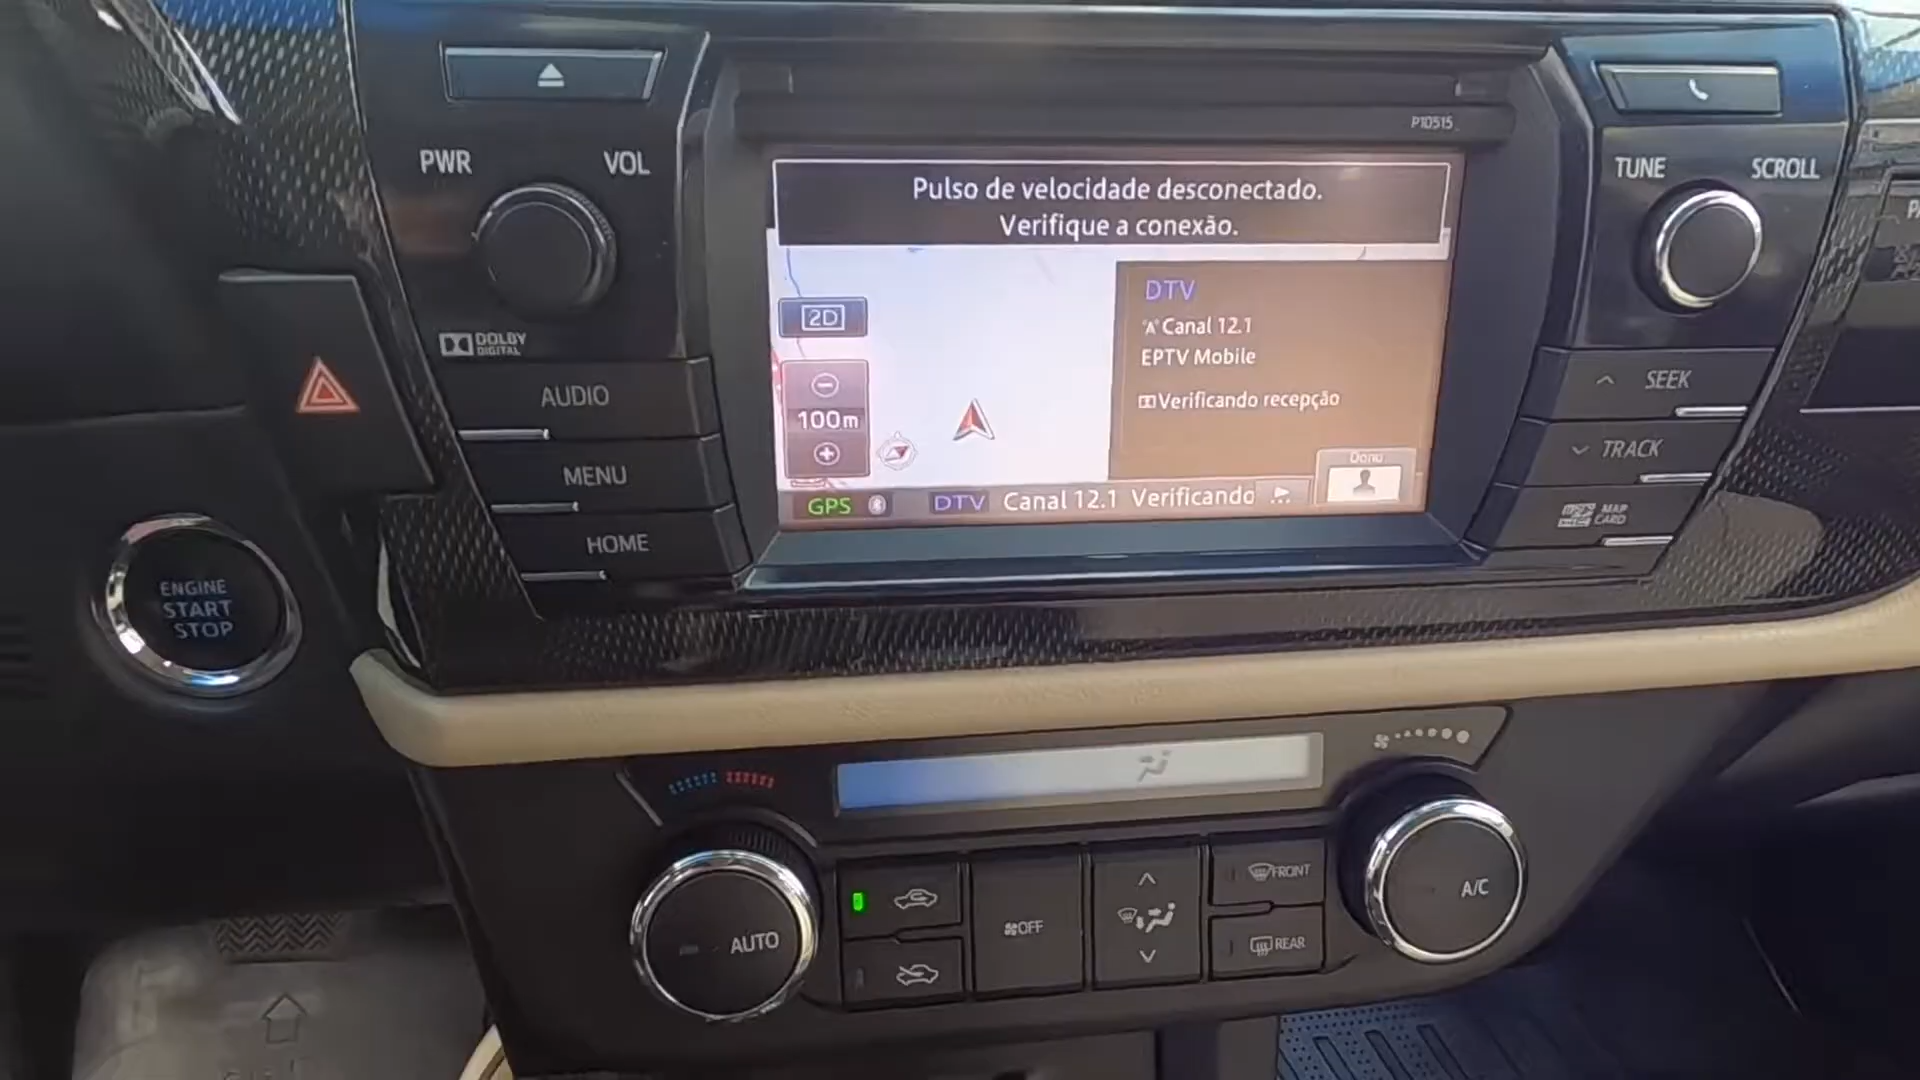 P10515
PWR
VOL
TUNE
SCROLL
Pulso de velocidade desconectado.
Verifique a conexão.
2D
DTV
Canal 12.1
EPTV Mobile
Verificando recepção
100m
GPS
DTV Canal 12.1 Verificando ...
DOLBY
DIGITAL
AUDIO
MENU
HOME
SEEK
TRACK
MAP
CARD
ENGINE
START
STOP
AUTO
OFF
FRONT
REAR
A/C